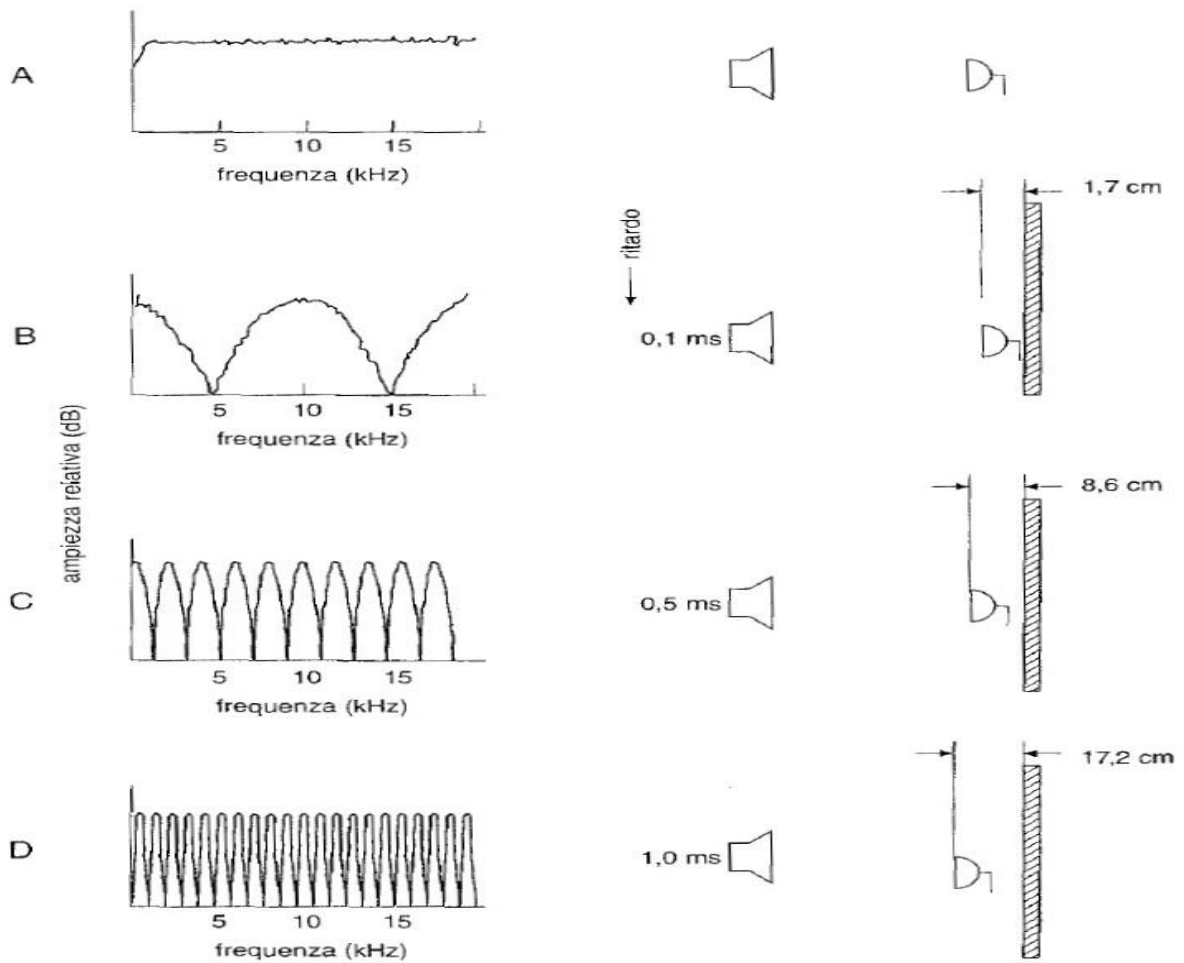 A
5 10 15
frequenza (kHz)
1,7 cm
ritardo
B
0,1 ms
5 10 15
frequenza (kHz)
ampiezza relativa (dB)
8,6 cm
C
0,5 ms
5 10 15
frequenza (kHz)
17,2 cm
D
1,0 ms
5 10 15
frequenza (kHz)